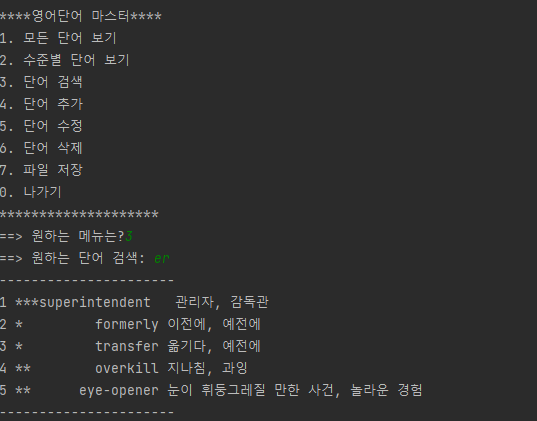 ****영어단어 마스터****
1. 모든 단어 보기
2. 수준별 단어 보기
3. 단어 검색
4. 단어 추가
5. 단어 수정
6. 단어 삭제
7. 파일 저장
0. 나가기
********************
==> 원하는 메뉴는?3
==> 원하는 단어 검색: er
----------------------
1 ***superintendent   관리자, 감독관
2 *         formerly 이전에, 예전에
3 *         transfer 옮기다, 예전에
4 **        overkill 지나침, 과잉
5 **      eye-opener 눈이 휘둥그레질 만한 사건, 놀라운 경험
----------------------